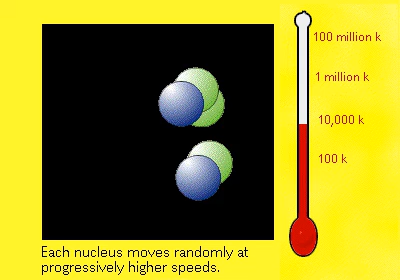 100 million k
1 million k
10,000 k
100 k
Each nucleus moves randomly at
progressively higher speeds.